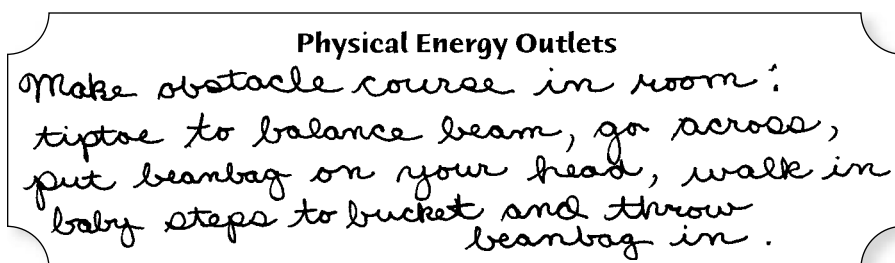 Physical Energy Outlets
Make obstacle course in room:
tiptoe to balance beam, go across,
put beanbag on your head, walk in
baby steps to bucket and throw
beanbag in.